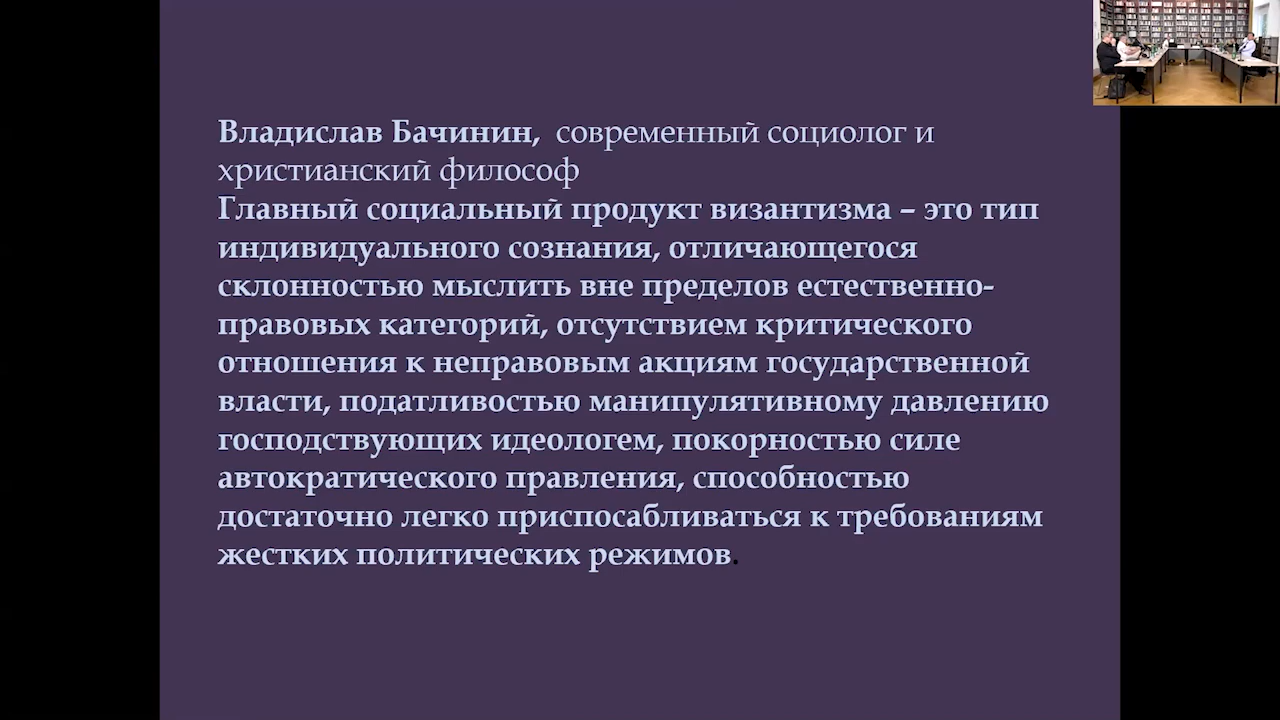 Владислав Бачинин, современный социолог и
христианский философ
Главный социальный продукт византизма – это тип
индивидуального сознания, отличающегося
склонностью мыслить вне пределов естественно-
правовых категорий, отсутствием критического
отношения к неправовым акциям государственной
власти, податливостью манипулятивному давлению
господствующих идеологем, покорностью силе
автократического правления, способностью
достаточно легко приспосабливаться к требованиям
жестких политических режимов.